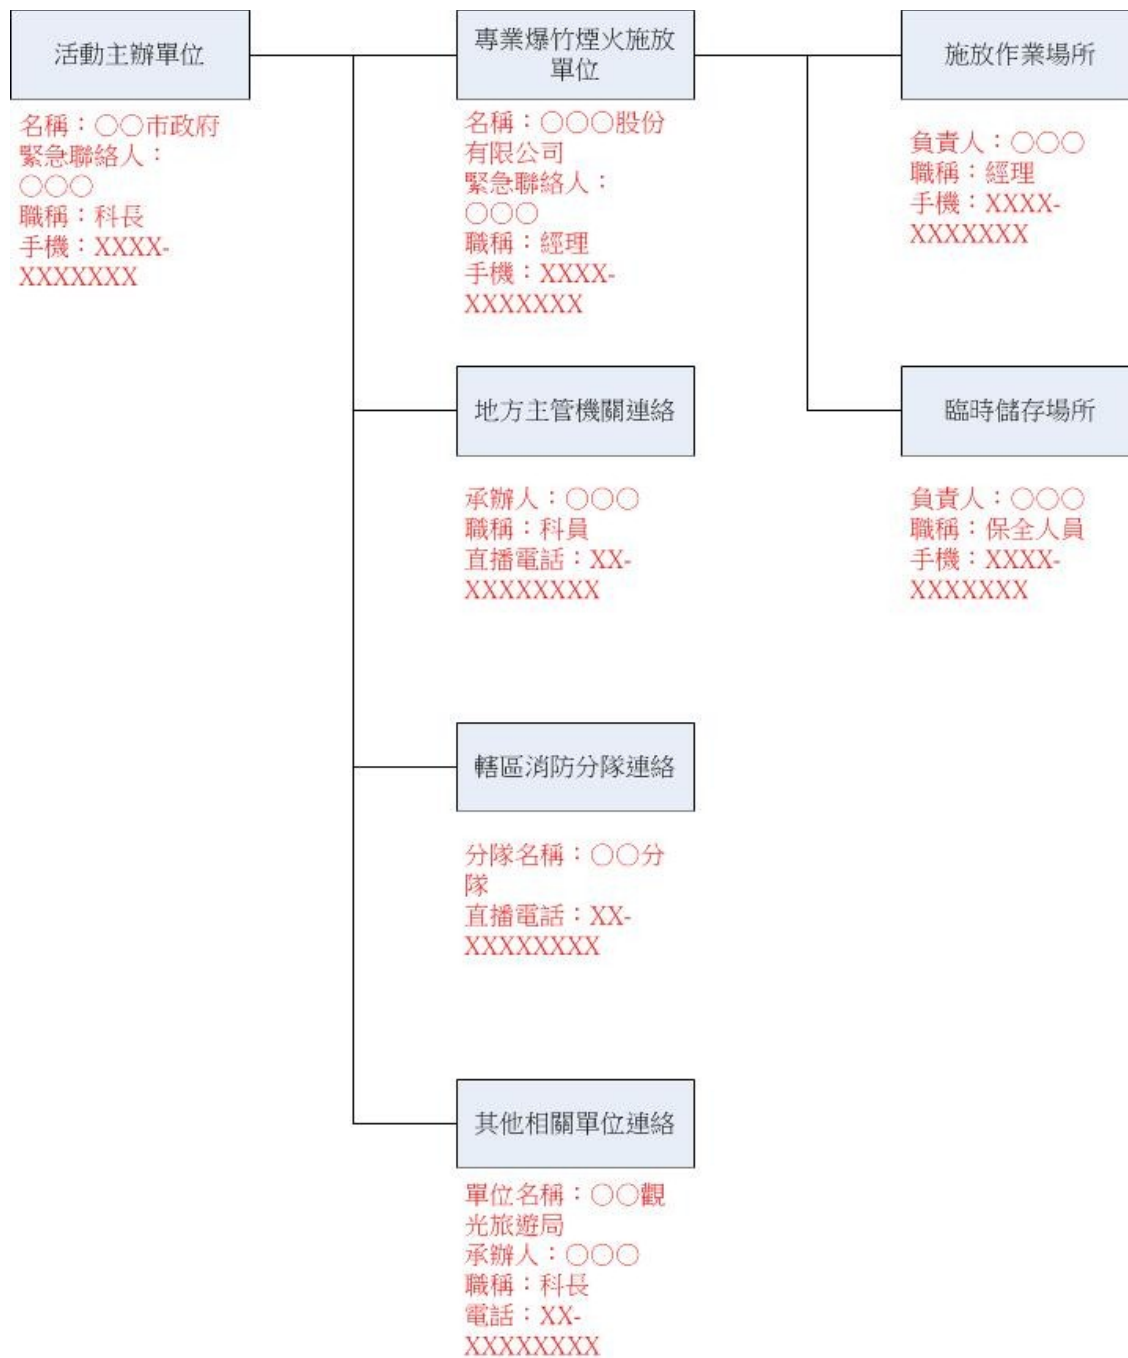 活動主辦單位
名稱：○○市政府
緊急聯絡人：
○○○
職稱：科長
手機：XXXX-
XXXXXXX
專業爆竹煙火施放
單位
名稱：○○○股份
有限公司
緊急聯絡人：
○○○
職稱：經理
手機：XXXX-
XXXXXXX
施放作業場所
負責人：○○○
職稱：經理
手機：XXXX-
XXXXXXX
地方主管機關連絡
承辦人：○○○
職稱：科員
直播電話：XX-
XXXXXXXX
臨時儲存場所
負責人：○○○
職稱：保全人員
手機：XXXX-
XXXXXXX
轄區消防分隊連絡
分隊名稱：○○分
隊
直播電話：XX-
XXXXXXXX
其他相關單位連絡
單位名稱：○○觀
光旅遊局
承辦人：○○○
職稱：科長
電話：XX-
XXXXXXXX